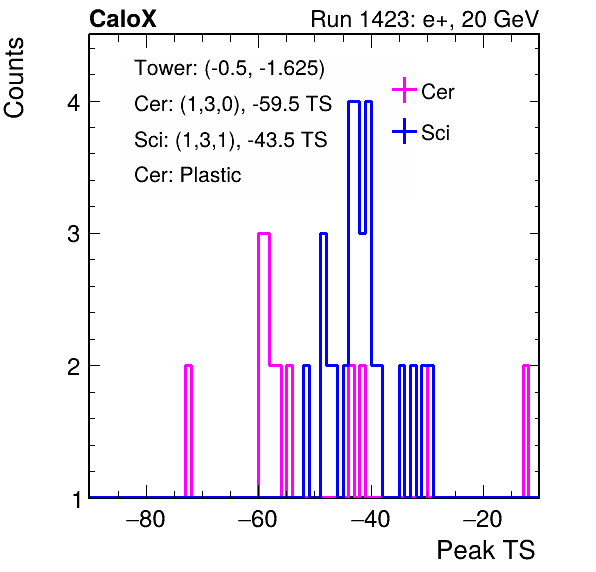 CaloX Run 1423: e+, 20 GeV
Counts
Tower: (-0.5, -1.625)
Cer: (1,3,0), -59.5 TS
Sci: (1,3,1), -43.5 TS
Cer: Plastic
Cer
Sci
4
3
2
1
−80 −60 −40 −20
Peak TS